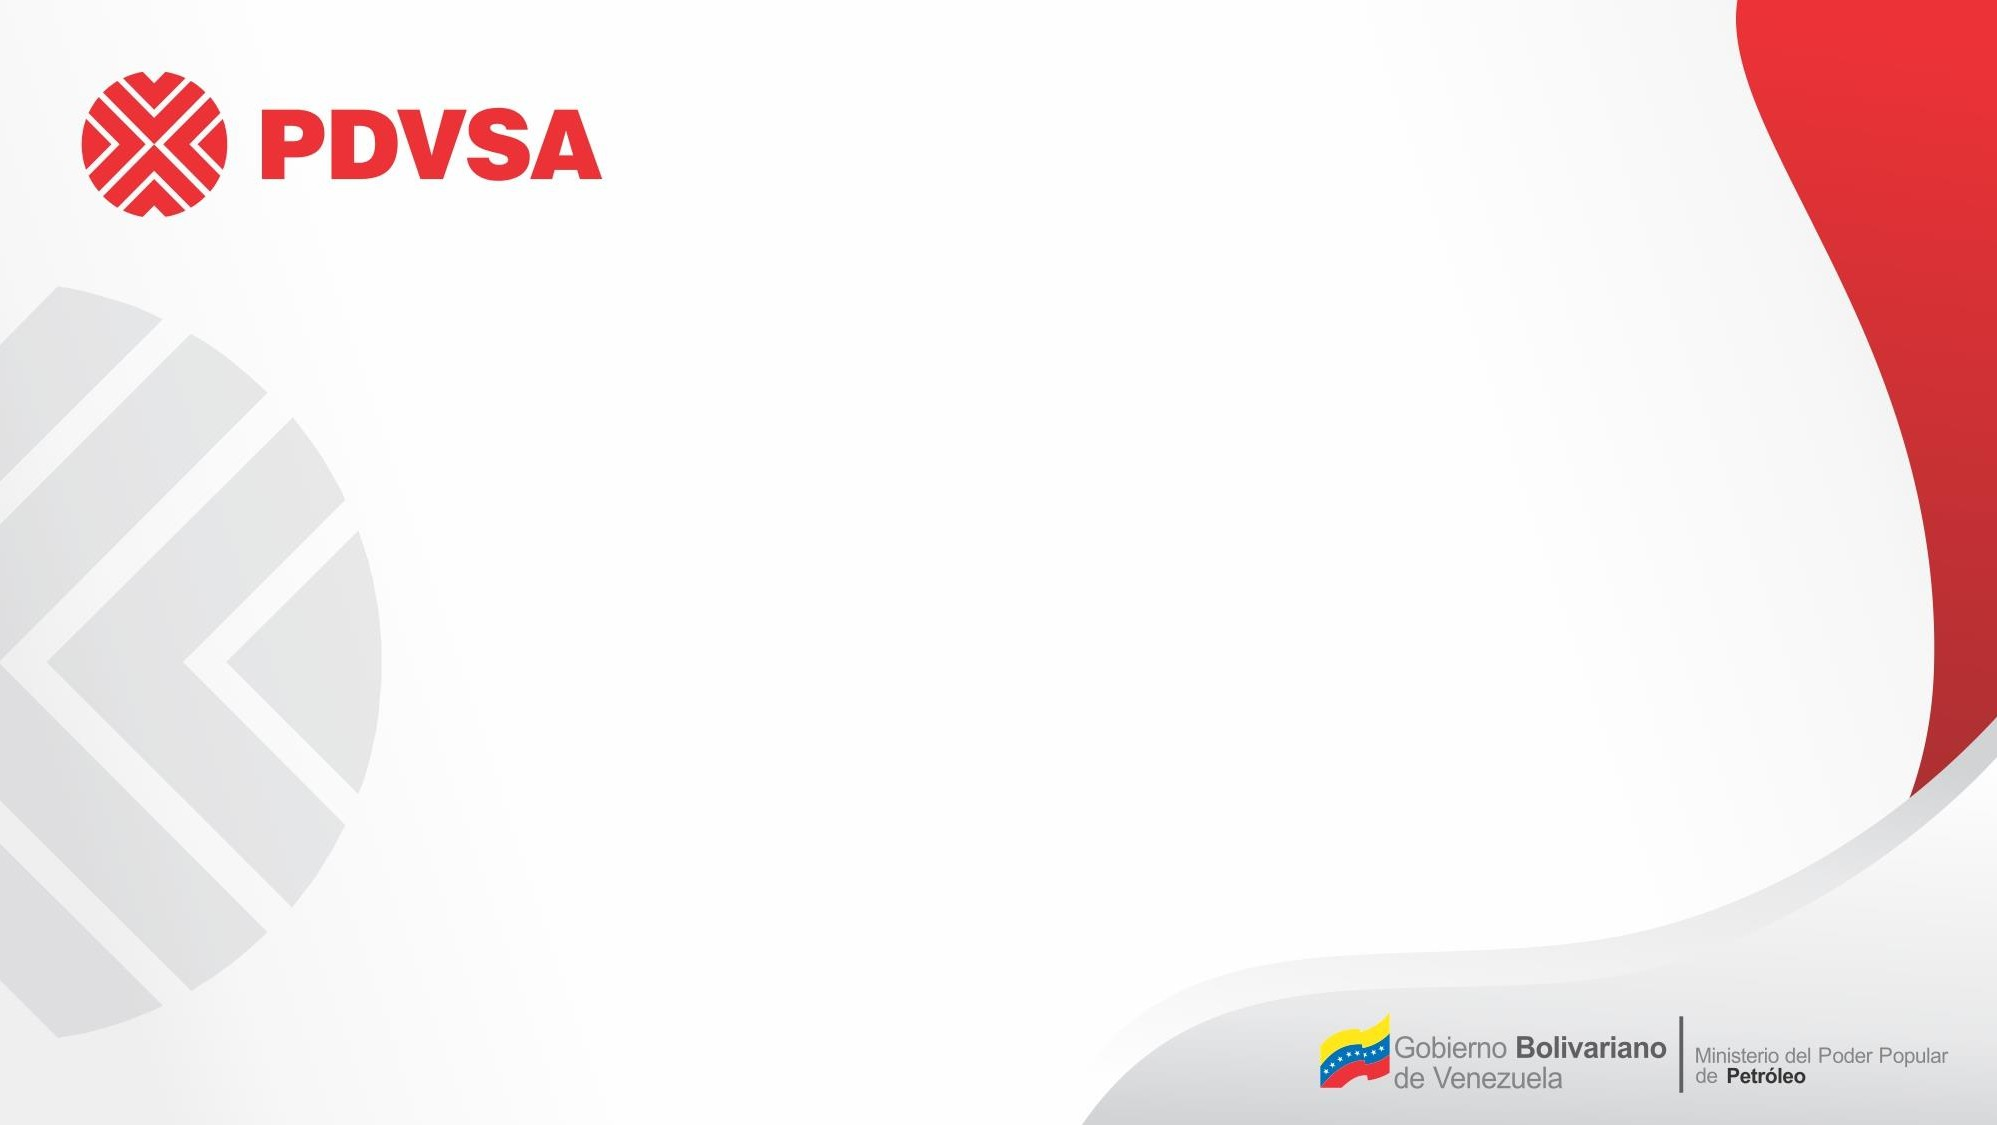 PDVSA
Gobierno Bolivariano
de Venezuela
Ministerio del Poder Popular
de Petróleo